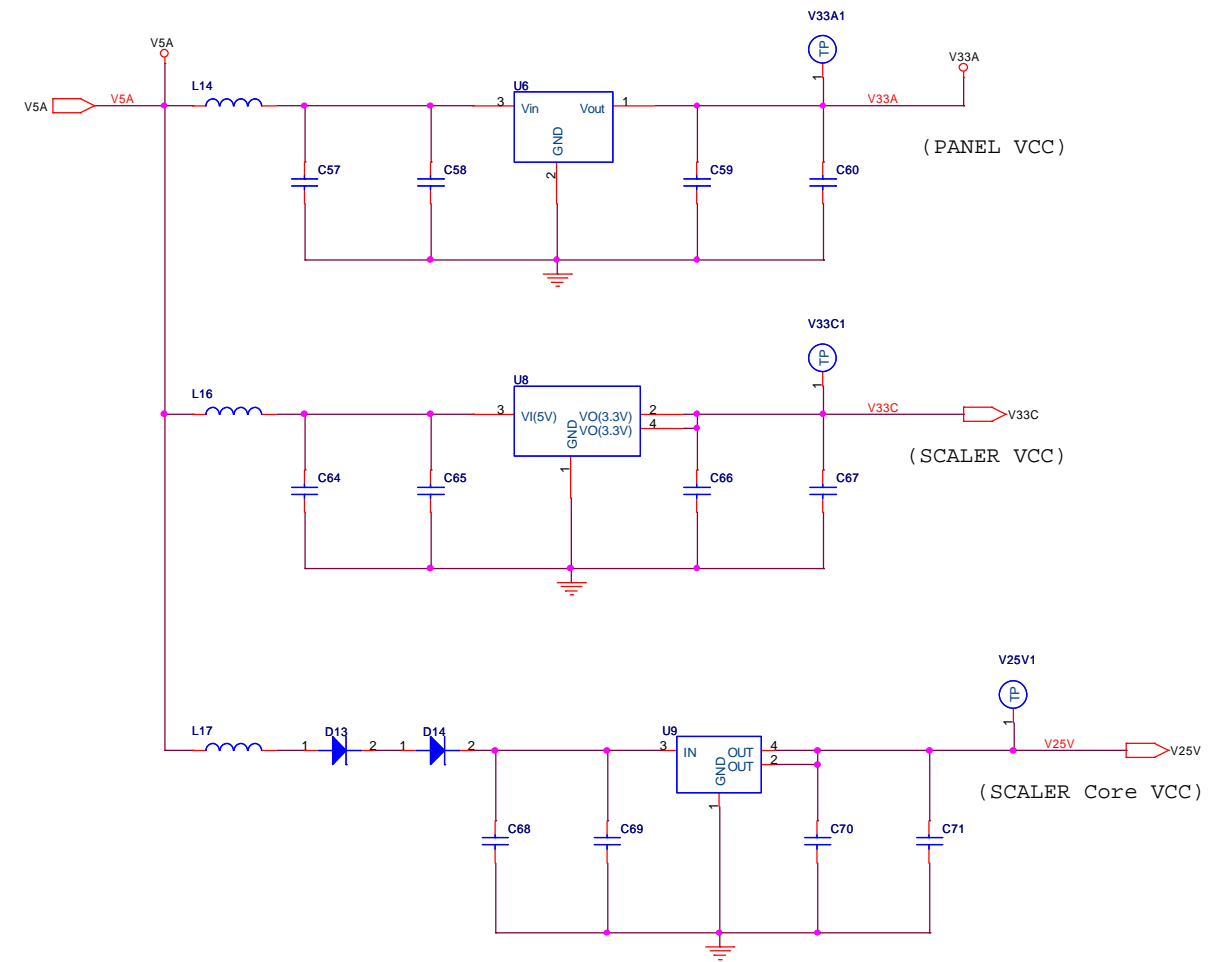 V33A1
TP
V5A
V33A
L14
U6
V5A
V5A
1
3
Vin
Vout
1
V33A
GND
2
(PANEL VCC)
C57
C58
C59
C60
V33C1
TP
1
L16
U8
3
VI(5V)
VO(3.3V)
2
V33C
V33C
VO(3.3V)
4
GND
1
(SCALER VCC)
C64
C65
C66
C67
V25V1
TP
1
L17
D13
D14
U9
1
2
1
2
3
IN
OUT
4
V25V
V25V
OUT
2
GND
1
(SCALER Core VCC)
C68
C69
C70
C71